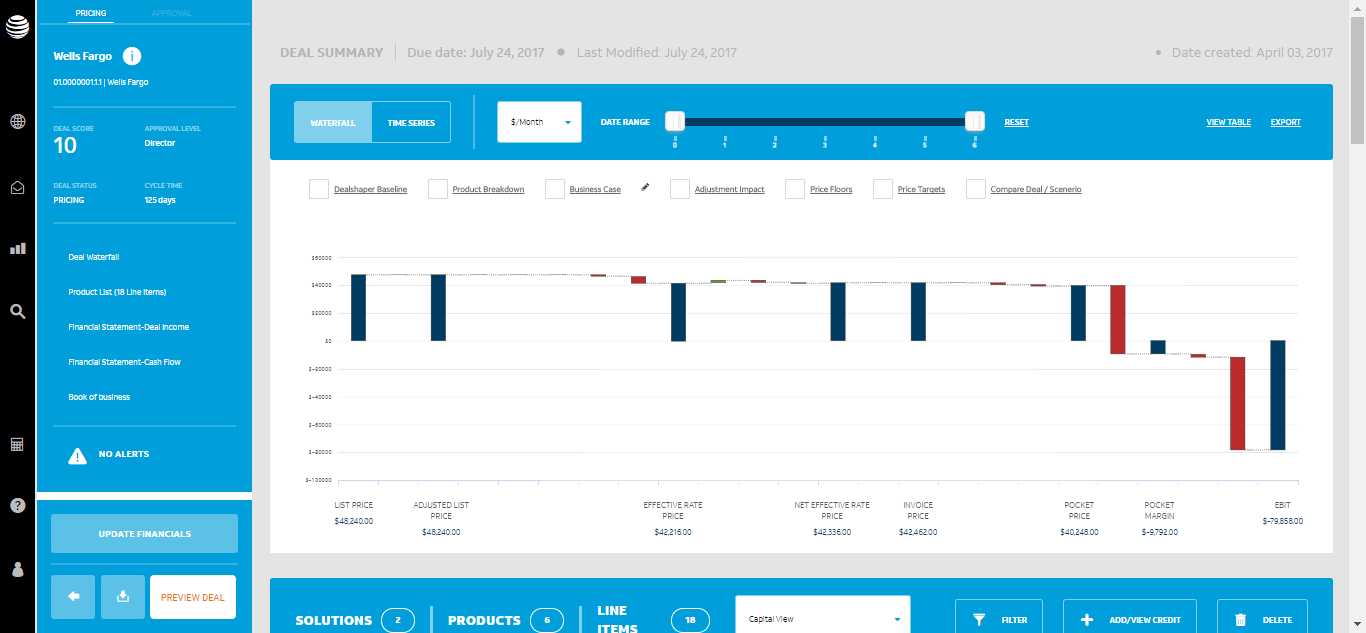 PRICING APPROVAL
Wells Fargo i
01.0000001.1.1 | Wells Fargo
DEAL SCORE APPROVAL LEVEL
10 Director
DEAL STATUS CYCLE TIME
PRICING 125 days
Deal Waterfall
Product List (18 Line Items)
Financial Statement-Deal Income
Financial Statement-Cash Flow
Book of business
NO ALERTS
UPDATE FINANCIALS
PREVIEW DEAL
DEAL SUMMARY Due date: July 24, 2017 Last Modified: July 24, 2017 Date created: April 03, 2017
WATERFALL TIME SERIES $/Month DATE RANGE RESET VIEW TABLE EXPORT
0 1 2 3 4 5 6
Dealshaper Baseline Product Breakdown Business Case Adjustment Impact Price Floors Price Targets Compare Deal / Scenerio
$60000
$40000
$20000
$0
$-20000
$-40000
$-60000
$-80000
$-100000
LIST PRICE ADJUSTED LIST EFFECTIVE RATE NET EFFECTIVE RATE INVOICE POCKET POCKET EBIT
PRICE PRICE PRICE PRICE PRICE MARGIN
$48,240.00 $48,240.00 $42,216.00 $42,336.00 $42,462.00 $40,248.00 $-9,792.00 $-79,858.00
SOLUTIONS 2 PRODUCTS 6 LINE ITEMS 18 Capital View FILTER ADD/VIEW CREDIT DELETE